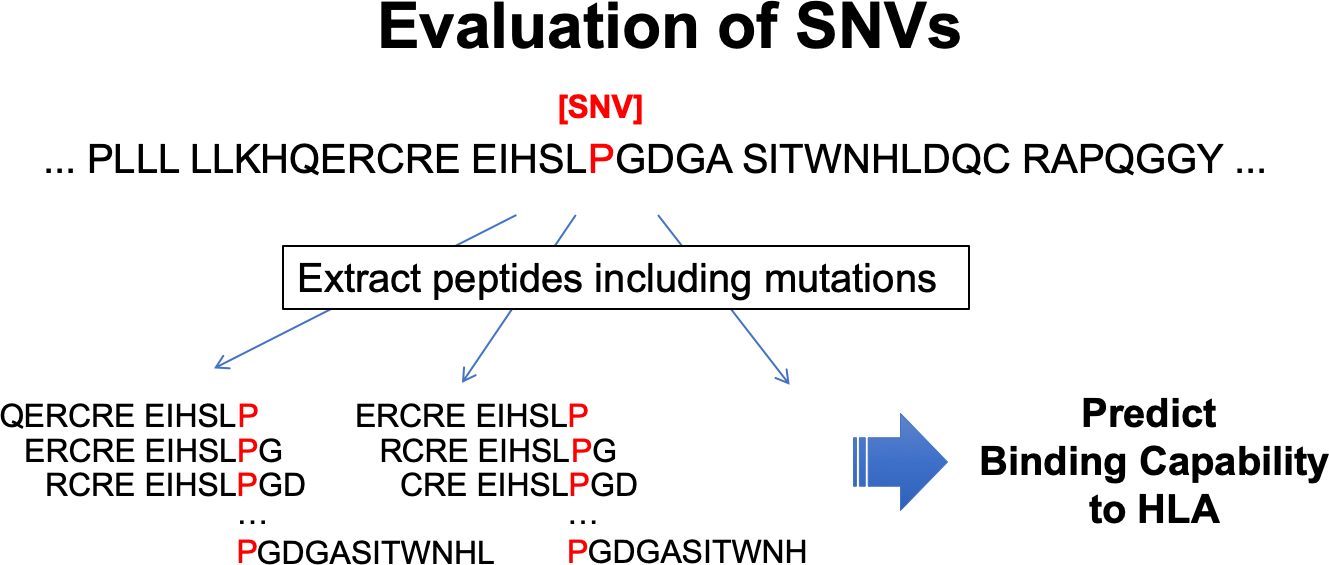 Evaluation of SNVs
[SNV]
... PLLL LLKHQERCRE EIHSLPGDGA SITWNHLDQC RAPQGGY ...
Extract peptides including mutations
QERCRE EIHSLP
ERCRE EIHSLPG
RCRE EIHSLPGD
...
PGDGASITWNHL
ERCRE EIHSLP
RCRE EIHSLPG
CRE EIHSLPGD
...
PGDGASITWNH
Predict
Binding Capability
to HLA